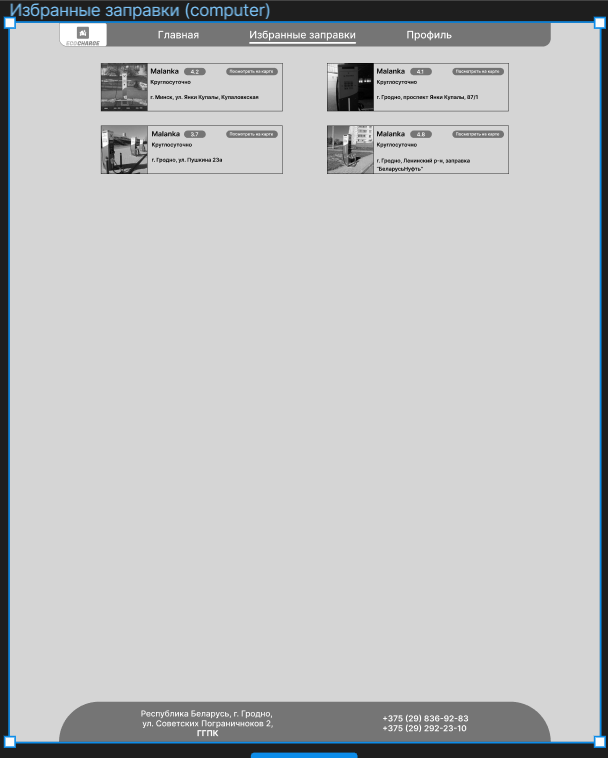 Избранные заправки (computer)
ECOCHARGE
Главная Избранные заправки Профиль
Malanka 4.2 Посмотреть на карте
Круглосуточно
г. Минск, ул. Янки Купалы, Купаловская
Malanka 4.1 Посмотреть на карте
Круглосуточно
г. Гродно, проспект Янки Купалы, 87/1
Malanka 3.7 Посмотреть на карте
Круглосуточно
г. Гродно, ул. Пушкина 23а
Malanka 4.8 Посмотреть на карте
Круглосуточно
г. Гродно, Ленинский р-н, заправка
"БеларусьНуфть"
Республика Беларусь, г. Гродно,
ул. Советских Пограничноков 2,
ГГПК
+375 (29) 836-92-83
+375 (29) 292-23-10